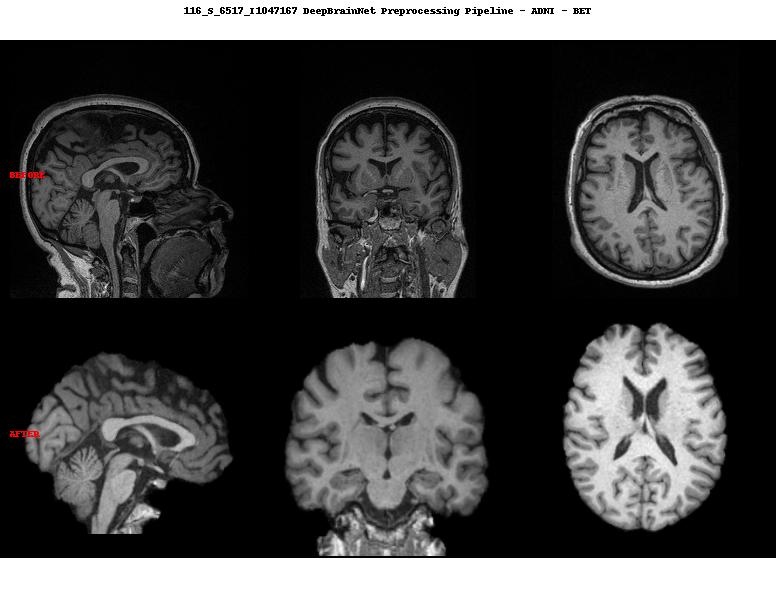 116_S_6517_I1047167 DeepBrainNet Preprocessing Pipeline - ADNI - BET
BEFORE
AFTER